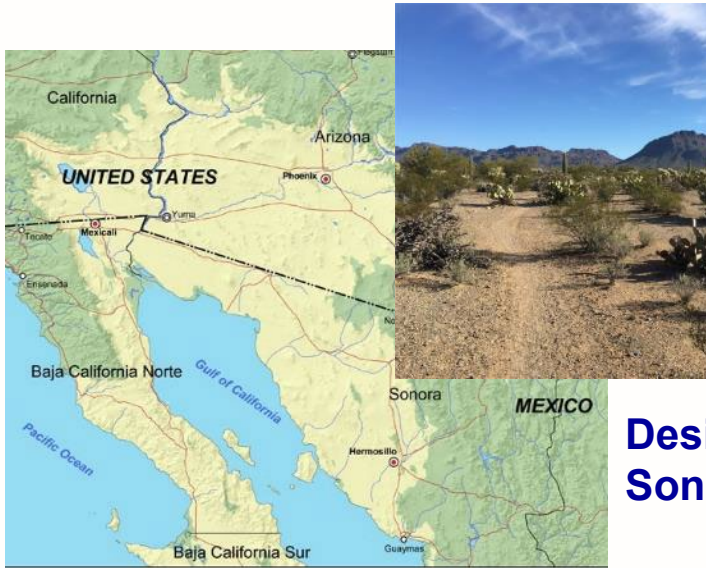 California
Arizona
UNITED STATES
Phoenix
Yuma
Mexicali
Tecate
Ensenada
Baja California Norte
Gulf of California
Sonora
MEXICO
Pacific Ocean
Hermosillo
Baja California Sur
Guaymas
Desi
Son